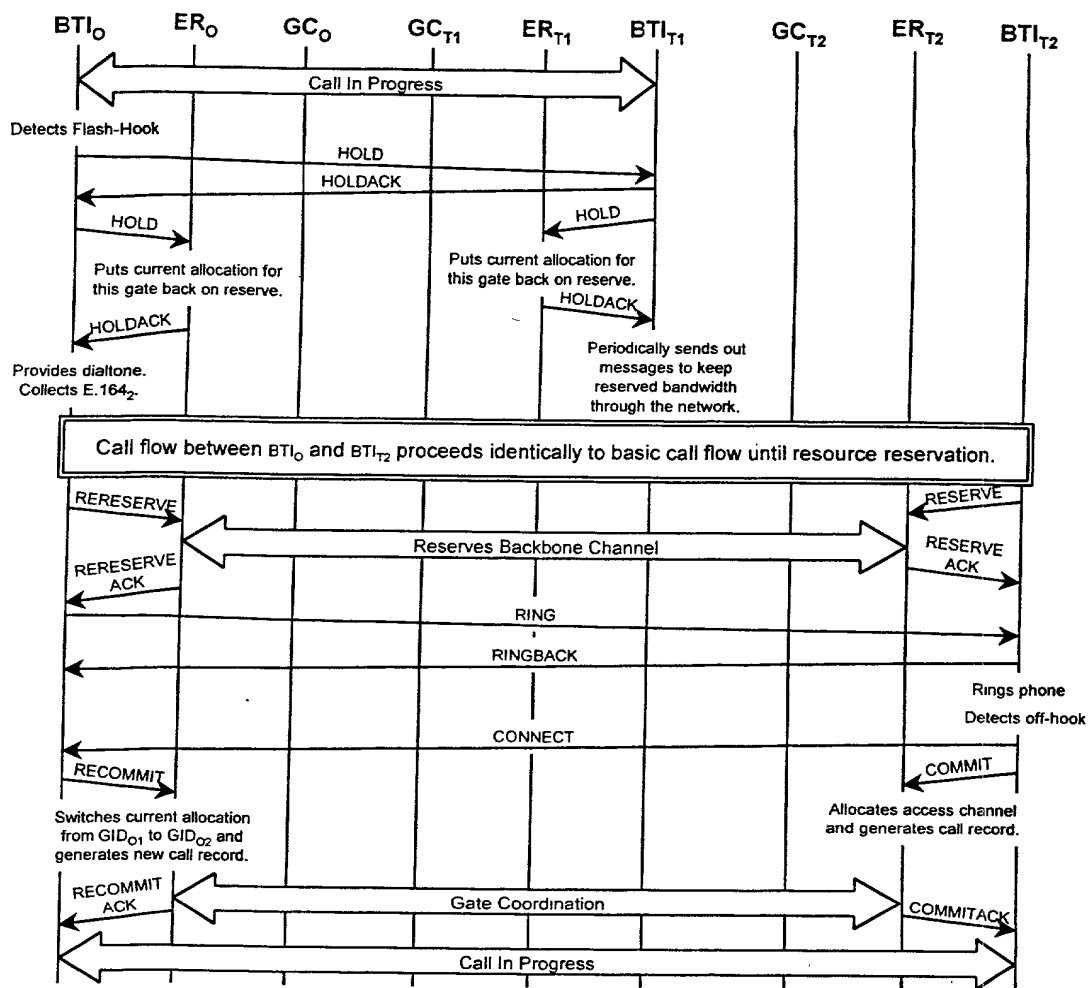 BTI_O ER_O GC_O GC_T1 ER_T1 BTI_T1 GC_T2 ER_T2 BTI_T2
Call In Progress
Detects Flash-Hook
HOLD
HOLDACK
HOLD
HOLD
Puts current allocation for
this gate back on reserve.
Puts current allocation for
this gate back on reserve.
HOLDACK
HOLDACK
Provides dialtone.
Collects E.164₂.
Periodically sends out
messages to keep
reserved bandwidth
through the network.
Call flow between BTI_O and BTI_T2 proceeds identically to basic call flow until resource reservation.
RERESERVE
RESERVE
Reserves Backbone Channel
RERESERVE
ACK
RESERVE
ACK
RING
RINGBACK
Rings phone
Detects off-hook
CONNECT
RECOMMIT
COMMIT
Switches current allocation
from GID_O1 to GID_O2 and
generates new call record.
Allocates access channel
and generates call record.
RECOMMIT
ACK
Gate Coordination
COMMITACK
Call In Progress